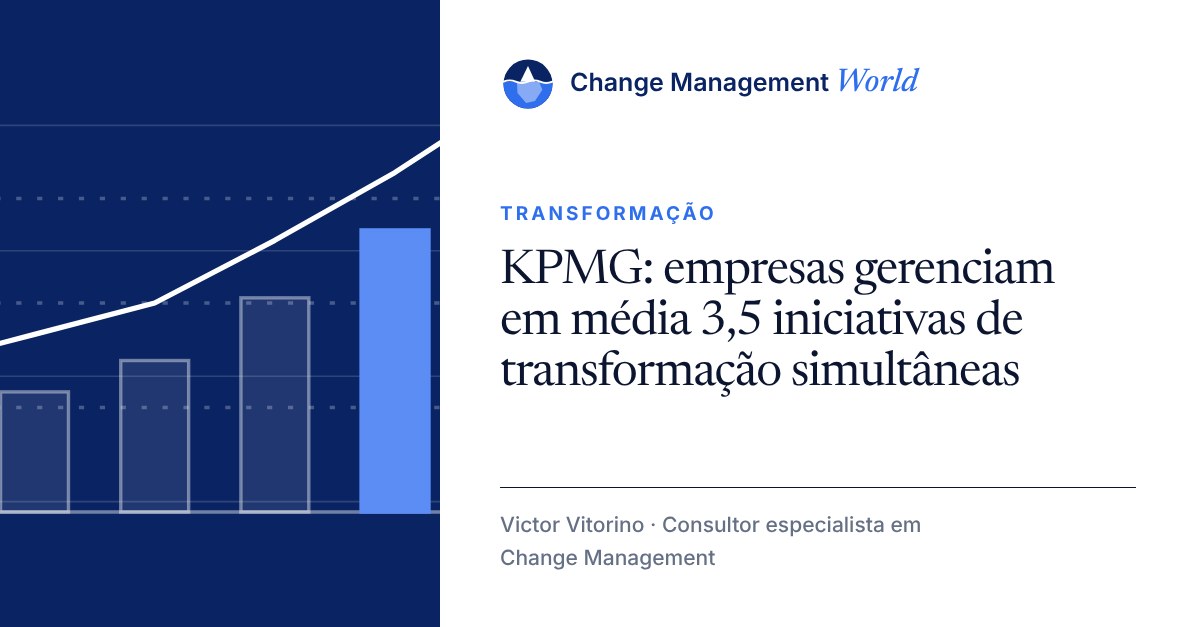 Change Management World
TRANSFORMAÇÃO
KPMG: empresas gerenciam
em média 3,5 iniciativas de
transformação simultâneas
Victor Vitorino · Consultor especialista em
Change Management